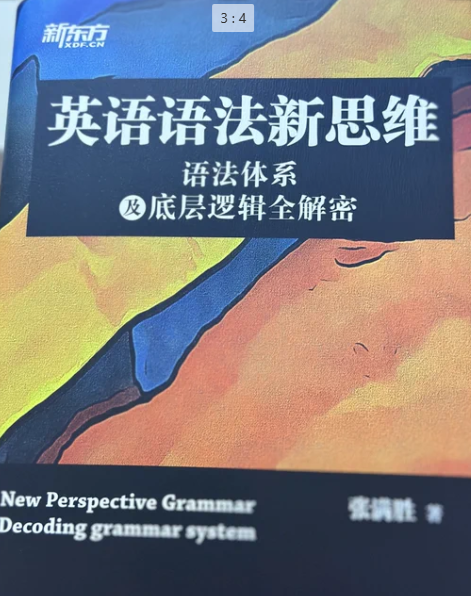 3:4
新东方
XDF.CN
英语语法新思维
语法体系
及底层逻辑全解密
New Perspective Grammar
Decoding grammar system
张满胜 著